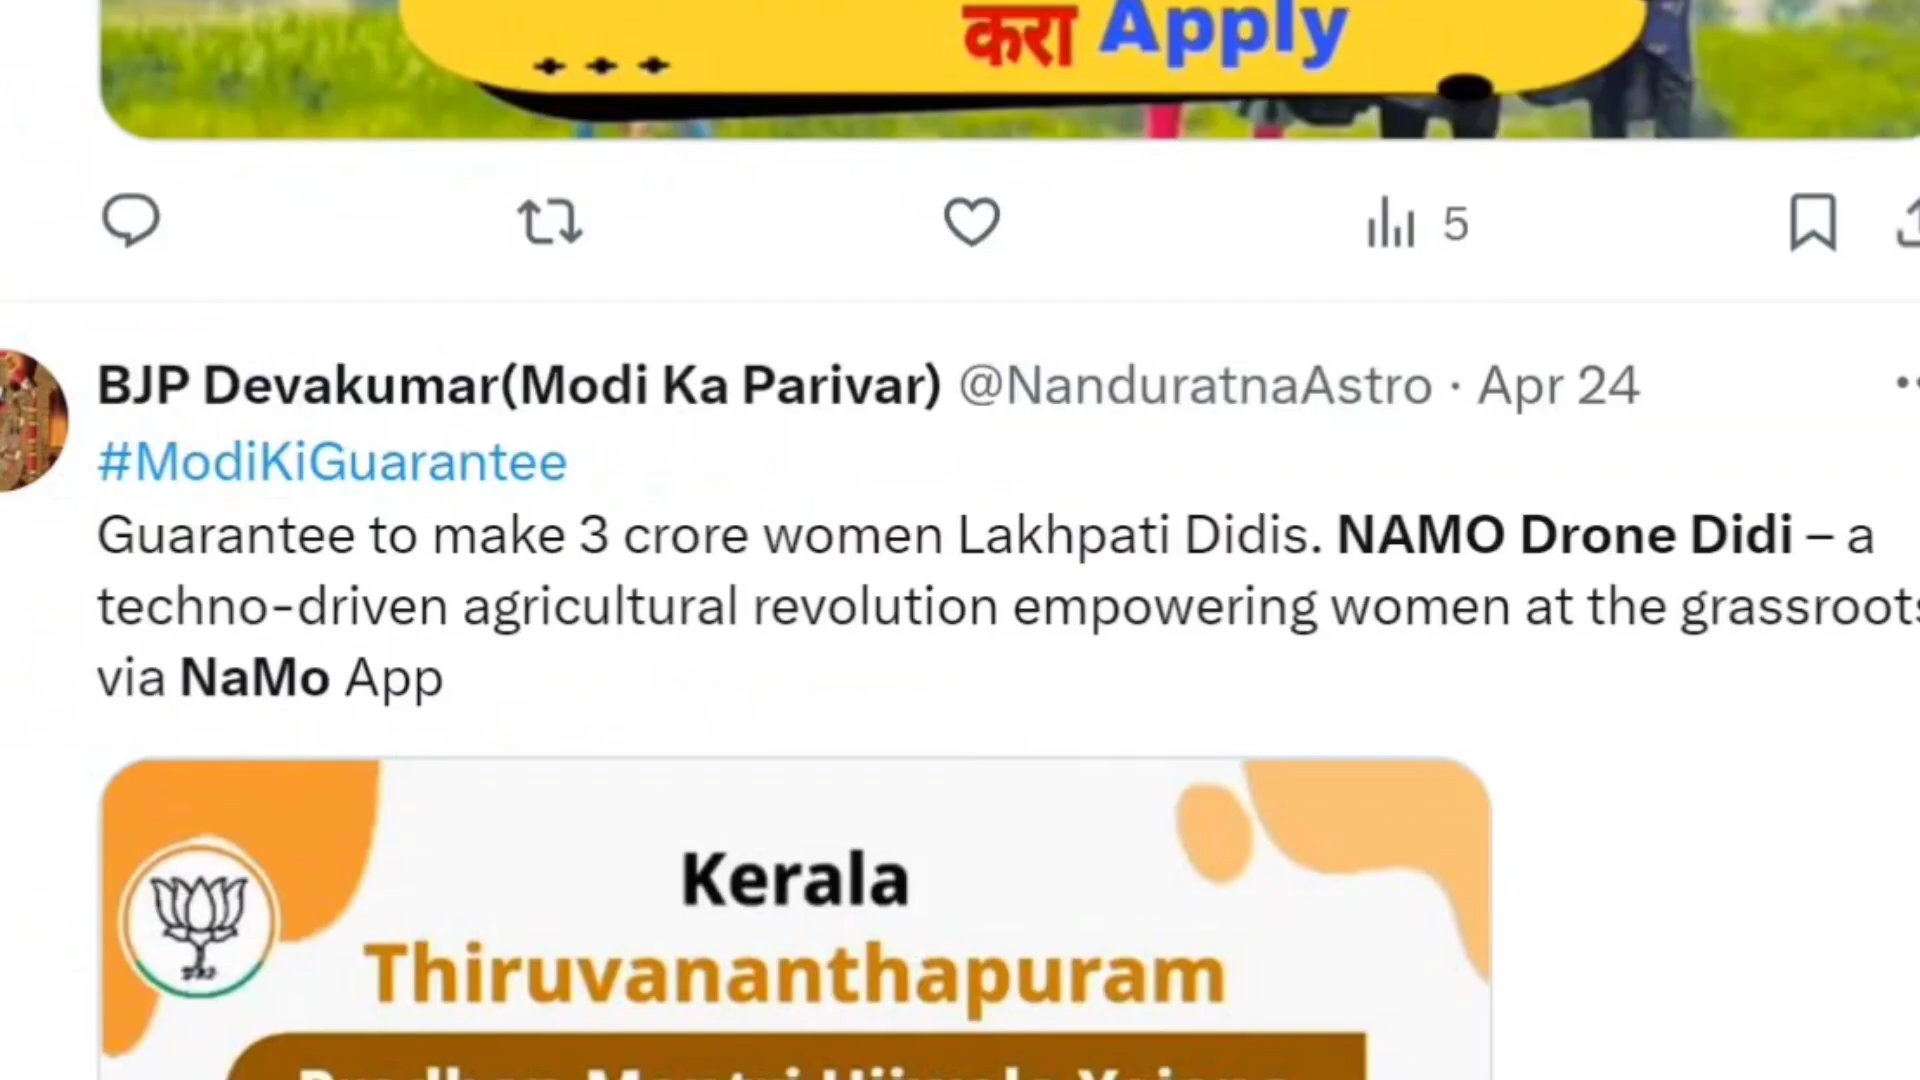 करा Apply
5
BJP Devakumar(Modi Ka Parivar) @NanduratnaAstro · Apr 24
#ModiKiGuarantee
Guarantee to make 3 crore women Lakhpati Didis. NAMO Drone Didi – a
techno-driven agricultural revolution empowering women at the grassroots
via NaMo App
Kerala
Thiruvananthapuram